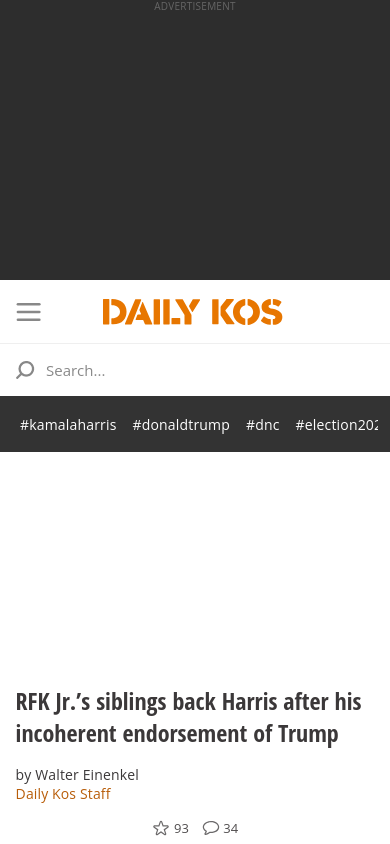 ADVERTISEMENT
DAILY KOS
Search...
#kamalaharris #donaldtrump #dnc #election202
RFK Jr.’s siblings back Harris after his
incoherent endorsement of Trump
by Walter Einenkel
Daily Kos Staff
93 34